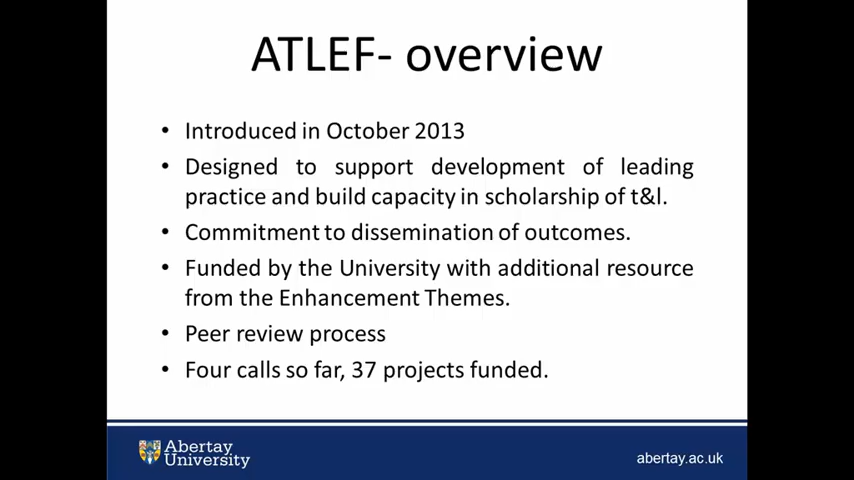 ATLEF- overview
• Introduced in October 2013
• Designed to support development of leading
practice and build capacity in scholarship of t&l.
• Commitment to dissemination of outcomes.
• Funded by the University with additional resource
from the Enhancement Themes.
• Peer review process
• Four calls so far, 37 projects funded.
Abertay
University
abertay.ac.uk